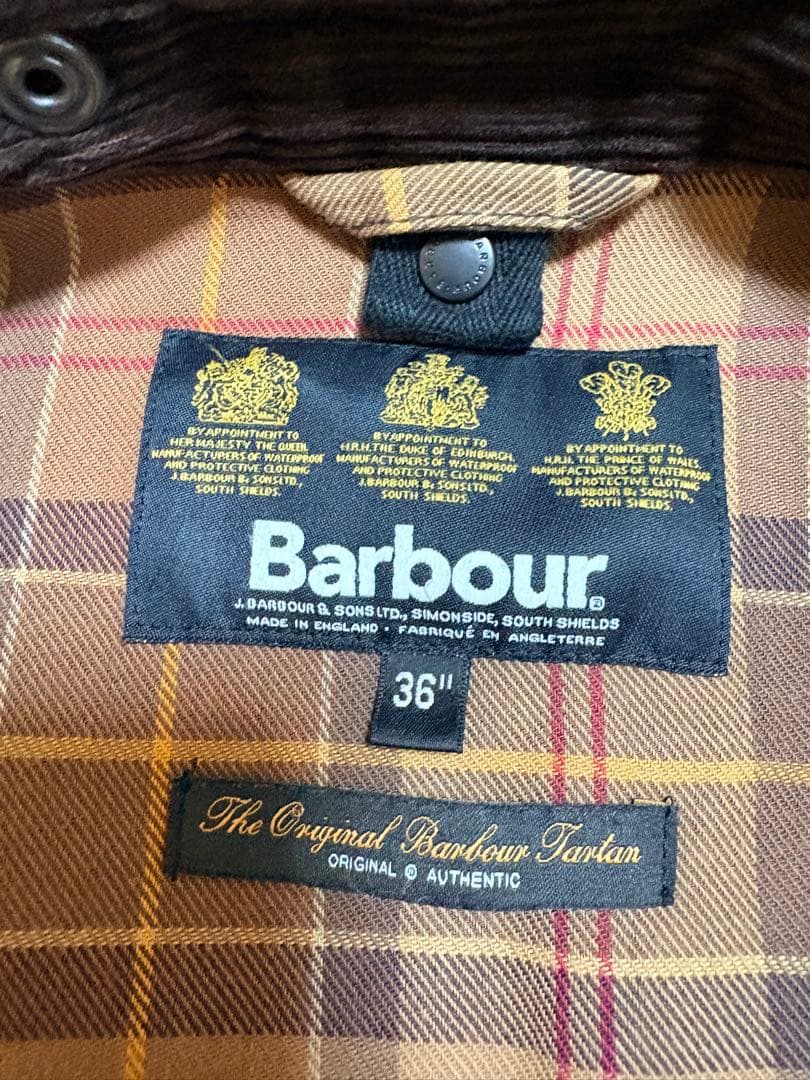 BY APPOINTMENT TO
HER MAJESTY THE QUEEN.
MANUFACTURERS OF WATERPROOF
AND PROTECTIVE CLOTHING
J.BARBOUR & SONS LTD.,
SOUTH SHIELDS.
BY APPOINTMENT TO
H.R.H. THE DUKE OF EDINBURGH,
MANUFACTURERS OF WATERPROOF
AND PROTECTIVE CLOTHING
J.BARBOUR & SONS LTD.,
SOUTH SHIELDS.
BY APPOINTMENT TO
H.R.H. THE PRINCE OF WALES
MANUFACTURERS OF WATERPROOF
AND PROTECTIVE CLOTHING
J.BARBOUR & SONS LTD.,
SOUTH SHIELDS.
Barbour®
J. BARBOUR & SONS LTD., SIMONSIDE, SOUTH SHIELDS
MADE IN ENGLAND · FABRIQUÉ EN ANGLETERRE
36"
The Original Barbour Tartan
ORIGINAL ® AUTHENTIC